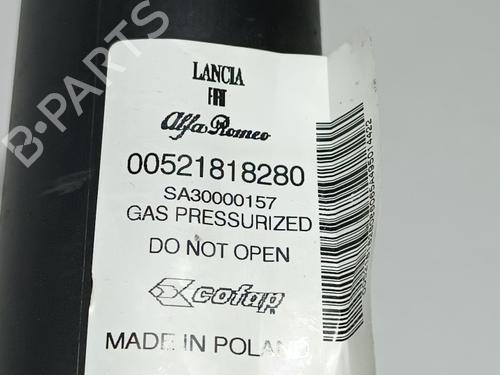 LANCIA
FIAT
Alfa Romeo
00521818280
SA30000157
GAS PRESSURIZED
DO NOT OPEN
cofap
MADE IN POLAND
B-PARTS